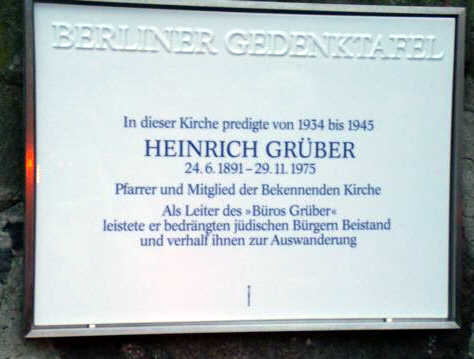 BERLINER GEDENKTAFEL
In dieser Kirche predigte von 1934 bis 1945
HEINRICH GRÜBER
24. 6. 1891 – 29. 11. 1975
Pfarrer und Mitglied der Bekennenden Kirche
Als Leiter des »Büros Grüber«
leistete er bedrängten jüdischen Bürgern Beistand
und verhalf ihnen zur Auswanderung